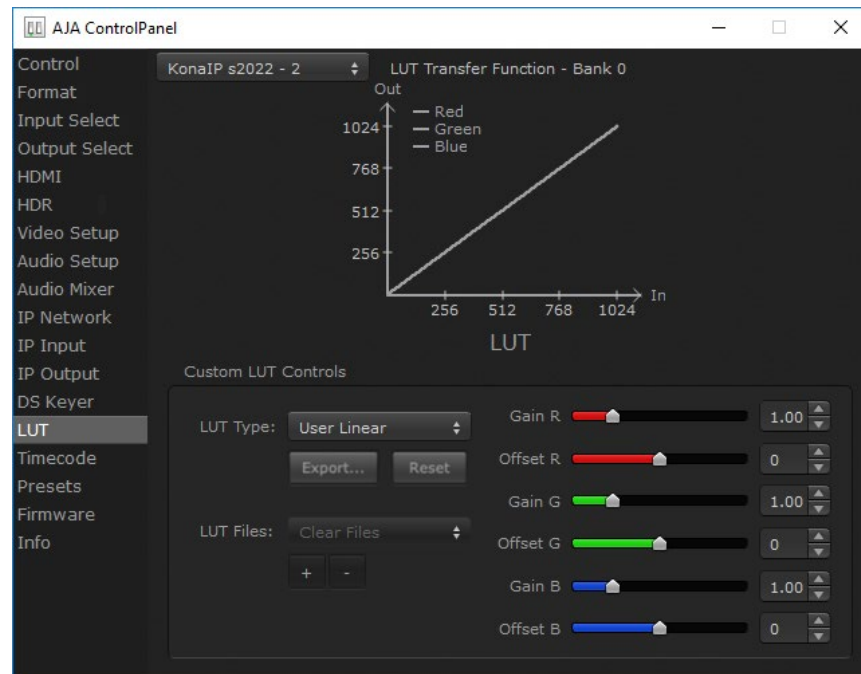 AJA ControlPanel
Control
Format
Input Select
Output Select
HDMI
HDR
Video Setup
Audio Setup
Audio Mixer
IP Network
IP Input
IP Output
DS Keyer
LUT
Timecode
Presets
Firmware
Info
KonaIP s2022 - 2
LUT Transfer Function - Bank 0
Out
Red
Green
Blue
1024
768
512
256
In
256 512 768 1024
LUT
Custom LUT Controls
LUT Type: User Linear
Export... Reset
LUT Files: Clear Files
+ -
Gain R 1.00
Offset R 0
Gain G 1.00
Offset G 0
Gain B 1.00
Offset B 0